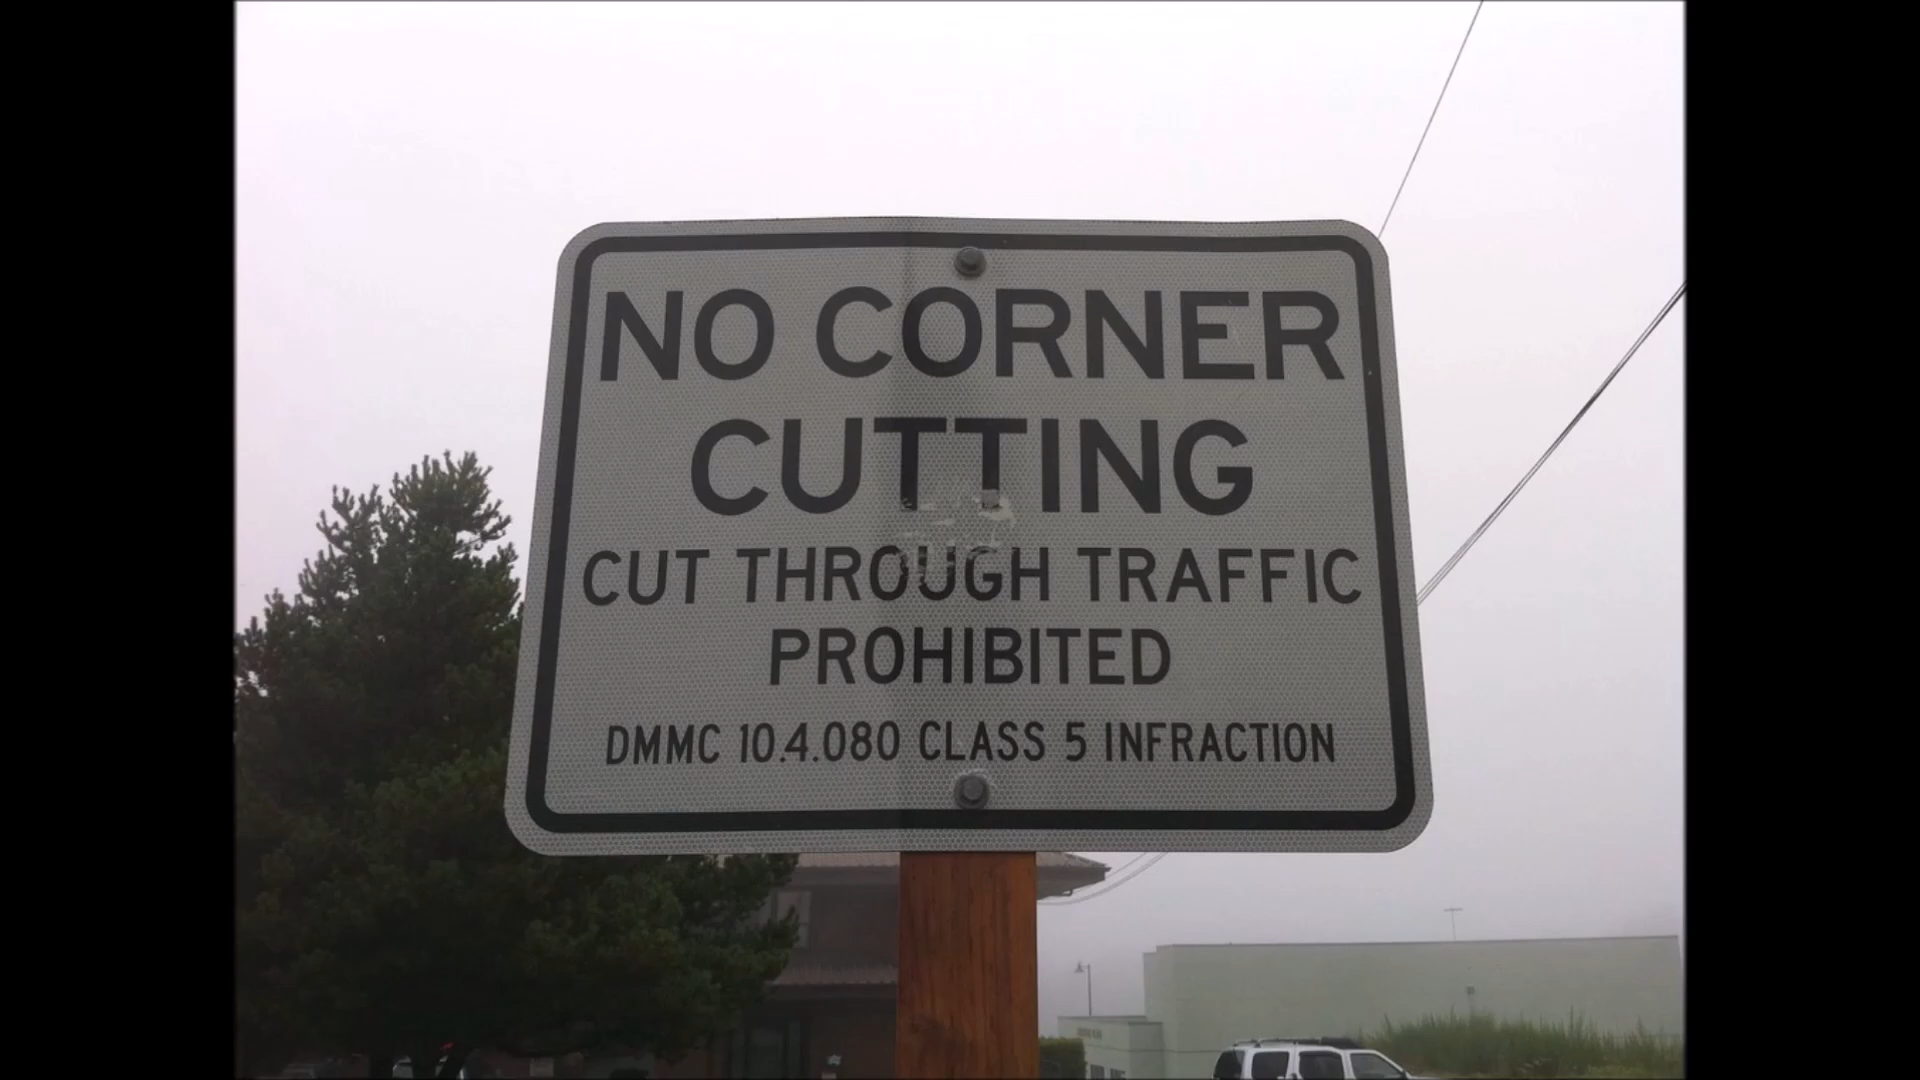 NO CORNER
CUTTING
CUT THROUGH TRAFFIC
PROHIBITED
DMMC 10.4.080 CLASS 5 INFRACTION